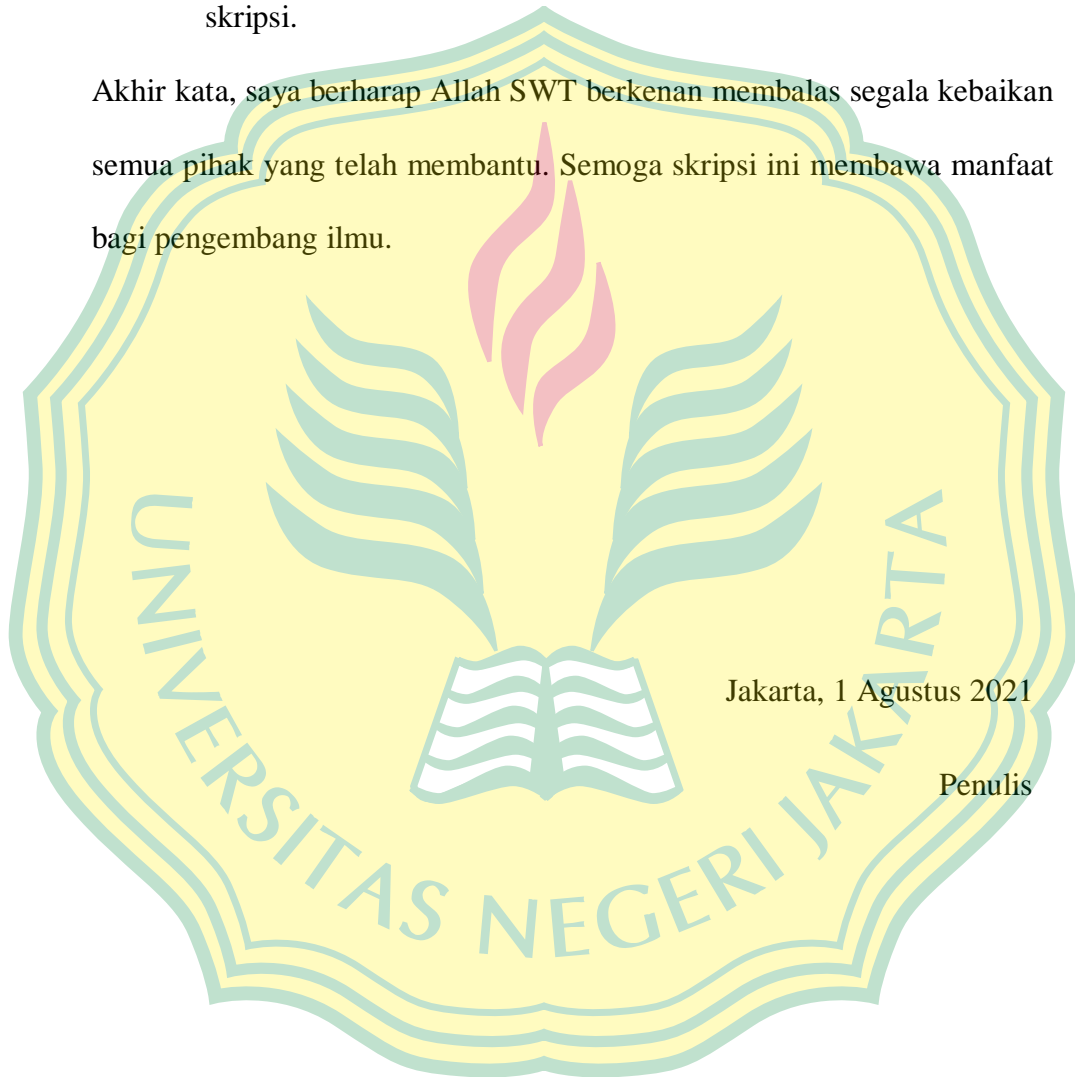 skripsi.
Akhir kata, saya berharap Allah SWT berkenan membalas segala kebaikan
semua pihak yang telah membantu. Semoga skripsi ini membawa manfaat
bagi pengembang ilmu.
Jakarta, 1 Agustus 2021
Penulis
UNIVERSITAS NEGERI JAKARTA